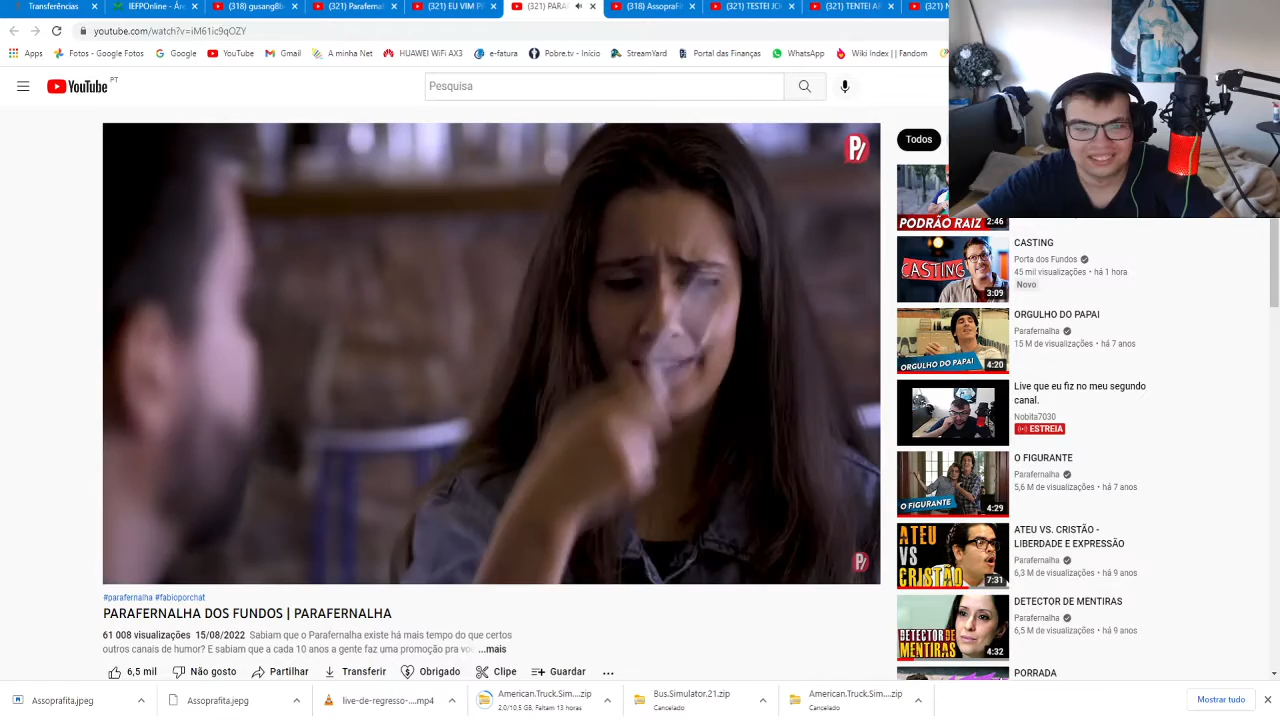 Transferências
IEFPOnline - Ám
(318) gusang8b
(321) Parafernal
(321) EU VIM P
(321) PARA
(318) AssopraFi
(321) TESTEI JO
(321) TENTEI AF
youtube.com/watch?v=iM61ic9qOZY
Apps
Fotos - Google Fotos
Google
YouTube
Gmail
A minha Net
HUAWEI WiFi AX3
e-fatura
Pobre.tv - Início
StreamYard
Portal das Finanças
WhatsApp
Wiki Index | Fandom
YouTube PT
Pesquisa
P/
Todos
PODRÃO RAIZ
2:46
CASTING
3:09
CASTING
Porta dos Fundos
45 mil visualizações • há 1 hora
Novo
ORGULHO DO PAPAI
4:20
ORGULHO DO PAPAI
Parafernalha
15 M de visualizações • há 7 anos
Live que eu fiz no meu segundo
canal.
Nobita7030
ESTREIA
O FIGURANTE
4:29
O FIGURANTE
Parafernalha
5,6 M de visualizações • há 7 anos
ATEU
VS
CRISTÃO
7:31
ATEU VS. CRISTÃO -
LIBERDADE E EXPRESSÃO
Parafernalha
6,3 M de visualizações • há 9 anos
DETECTOR DE
MENTIRAS
4:32
DETECTOR DE MENTIRAS
Parafernalha
6,5 M de visualizações • há 9 anos
PORRADA
P/
#parafernalha #fabioporchat
PARAFERNALHA DOS FUNDOS | PARAFERNALHA
61 008 visualizações 15/08/2022 Sabiam que o Parafernalha existe há mais tempo do que certos
outros canais de humor? E sabiam que a cada 10 anos a gente faz uma promoção pra vo ...mais
6,5 mil
Não gosto
Partilhar
Transferir
Obrigado
Clipe
Guardar
Assoprafita.jpeg
Assoprafita.jpeg
live-de-regresso-....mp4
American.Truck.Sim....zip
2,0/10,5 GB, Faltam 13 horas
Bus.Simulator.21.zip
Cancelado
American.Truck.Sim....zip
Cancelado
Mostrar tudo